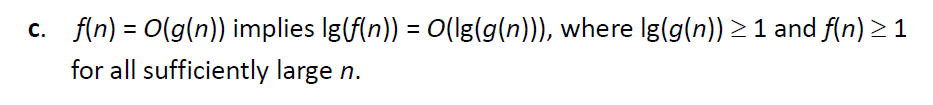 c. f(n) = O(g(n)) implies lg(f(n)) = O(lg(g(n))), where lg(g(n)) ≥ 1 and f(n) ≥ 1
for all sufficiently large n.